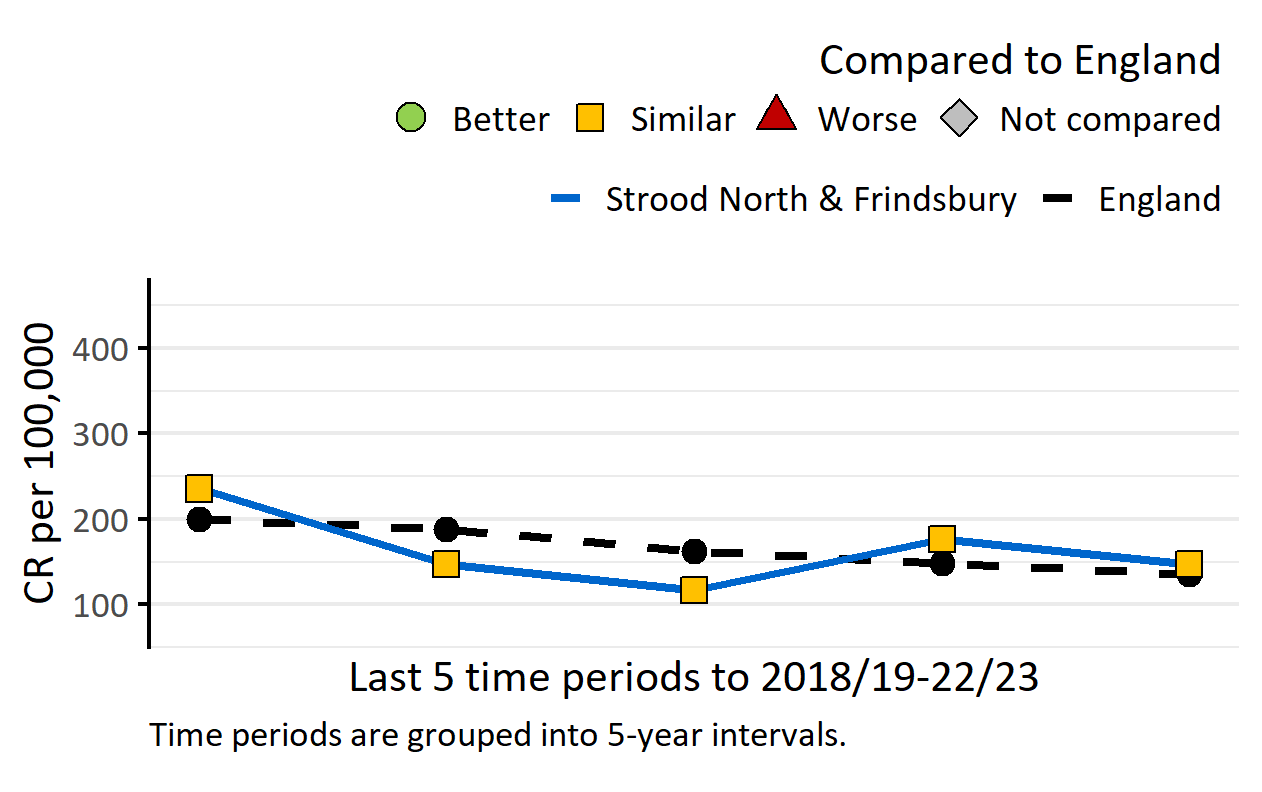 Compared to England
Better Similar Worse Not compared
Strood North & Frindsbury England
CR per 100,000
400
300
200
100
Last 5 time periods to 2018/19-22/23
Time periods are grouped into 5-year intervals.